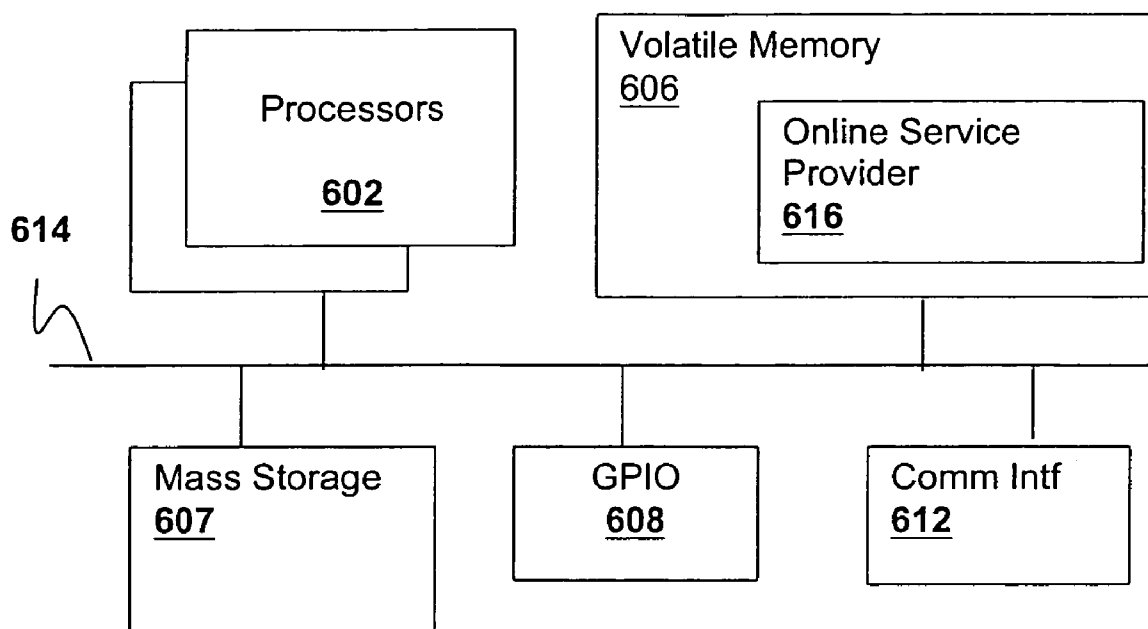 Processors
602
Volatile Memory
606
Online Service
Provider
616
614
Mass Storage
607
GPIO
608
Comm Intf
612